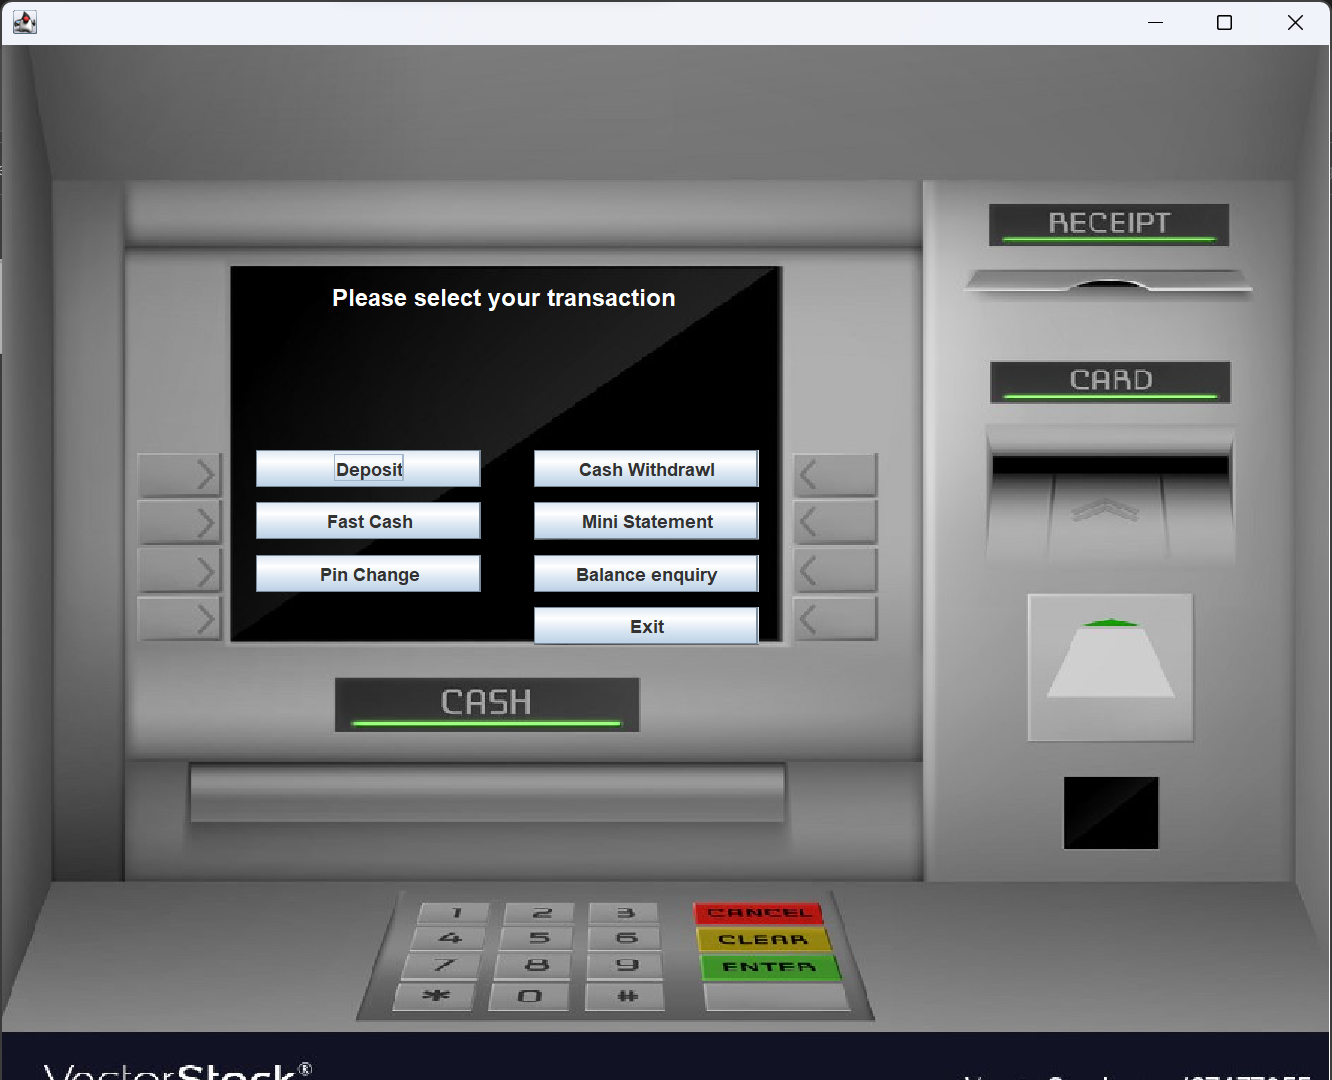 RECEIPT
Please select your transaction
CARD
Deposit
Cash Withdrawl
Fast Cash
Mini Statement
Pin Change
Balance enquiry
Exit
CASH
1 2 3 CANCEL
4 5 6 CLEAR
7 8 9 ENTER
* 0 #
VectorStock®